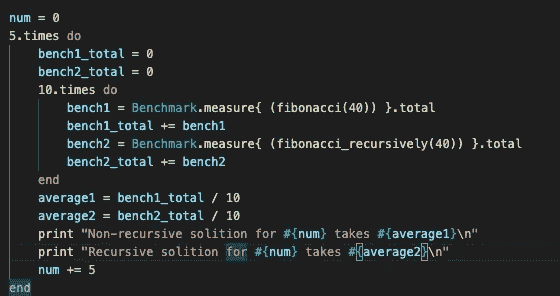 num = 0
5.times do
bench1_total = 0
bench2_total = 0
10.times do
bench1 = Benchmark.measure{ (fibonacci(40)) }.total
bench1_total += bench1
bench2 = Benchmark.measure{ (fibonacci_recursively(40)) }.total
bench2_total += bench2
end
average1 = bench1_total / 10
average2 = bench2_total / 10
print "Non-recursive solition for #{num} takes #{average1}\n"
print "Recursive solition for #{num} takes #{average2}\n"
num += 5
end